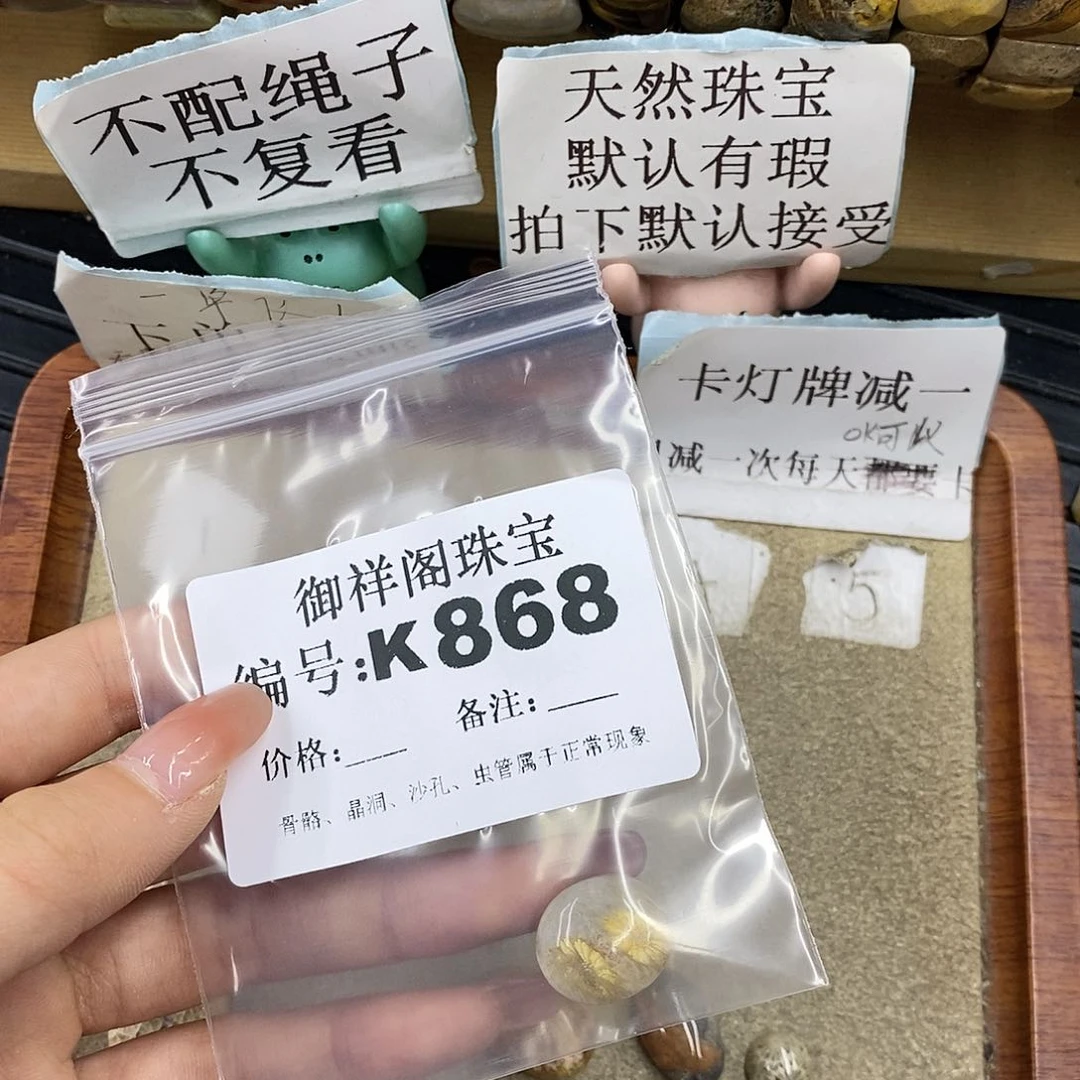 不配绳子
不复看
天然珠宝
默认有瑕
拍下默认接受
卡灯牌减一
OK可以
减一次每天
5
御祥阁珠宝
编号:K868
备注:
价格:
骨骼、晶洞、沙孔、虫管属于正常现象